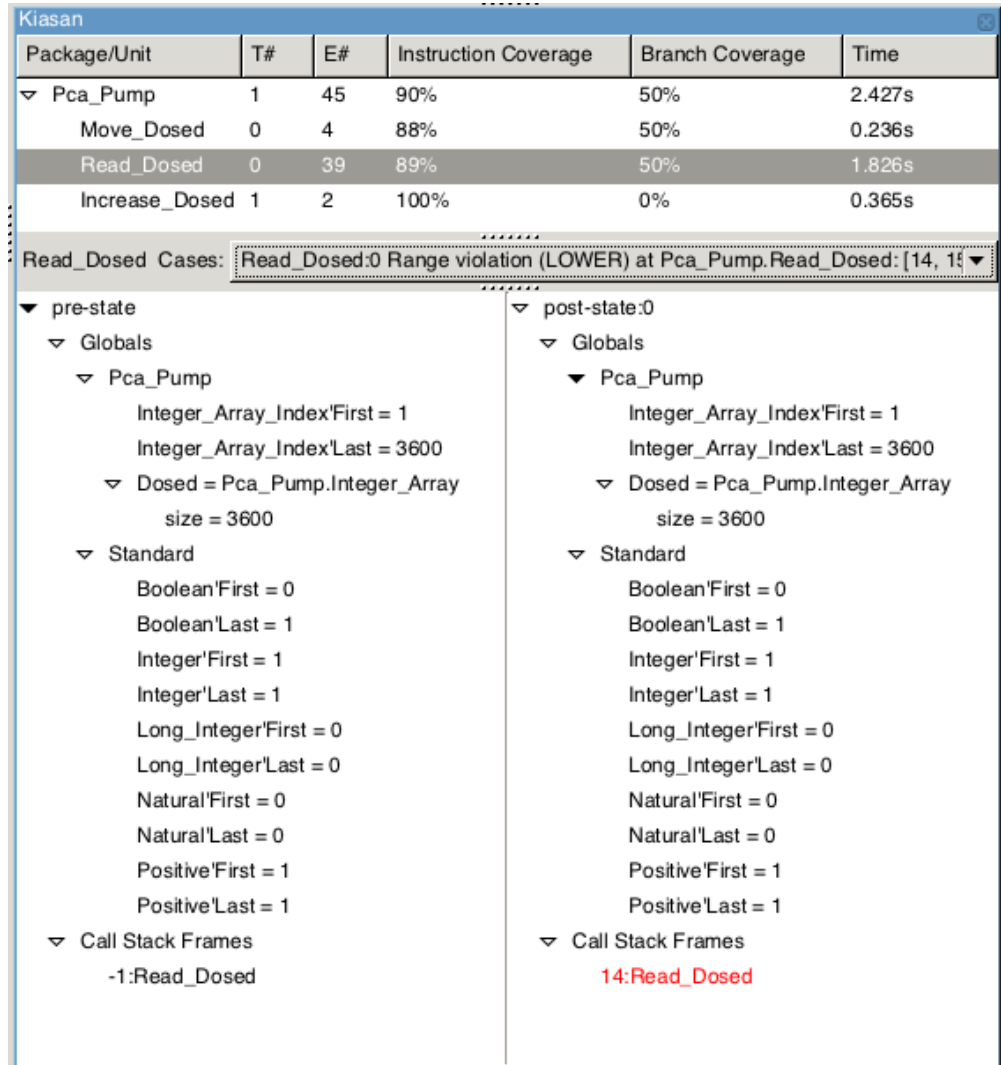 Kiasan
Package/Unit T# E# Instruction Coverage Branch Coverage Time
Pca_Pump 1 45 90% 50% 2.427s
Move_Dosed 0 4 88% 50% 0.236s
Read_Dosed 0 39 89% 50% 1.826s
Increase_Dosed 1 2 100% 0% 0.365s
Read_Dosed Cases: Read_Dosed:0 Range violation (LOWER) at Pca_Pump.Read_Dosed: [14, 15
pre-state
Globals
Pca_Pump
Integer_Array_Index'First = 1
Integer_Array_Index'Last = 3600
Dosed = Pca_Pump.Integer_Array
size = 3600
Standard
Boolean'First = 0
Boolean'Last = 1
Integer'First = 1
Integer'Last = 1
Long_Integer'First = 0
Long_Integer'Last = 0
Natural'First = 0
Natural'Last = 0
Positive'First = 1
Positive'Last = 1
Call Stack Frames
-1:Read_Dosed
post-state:0
Globals
Pca_Pump
Integer_Array_Index'First = 1
Integer_Array_Index'Last = 3600
Dosed = Pca_Pump.Integer_Array
size = 3600
Standard
Boolean'First = 0
Boolean'Last = 1
Integer'First = 1
Integer'Last = 1
Long_Integer'First = 0
Long_Integer'Last = 0
Natural'First = 0
Natural'Last = 0
Positive'First = 1
Positive'Last = 1
Call Stack Frames
14:Read_Dosed